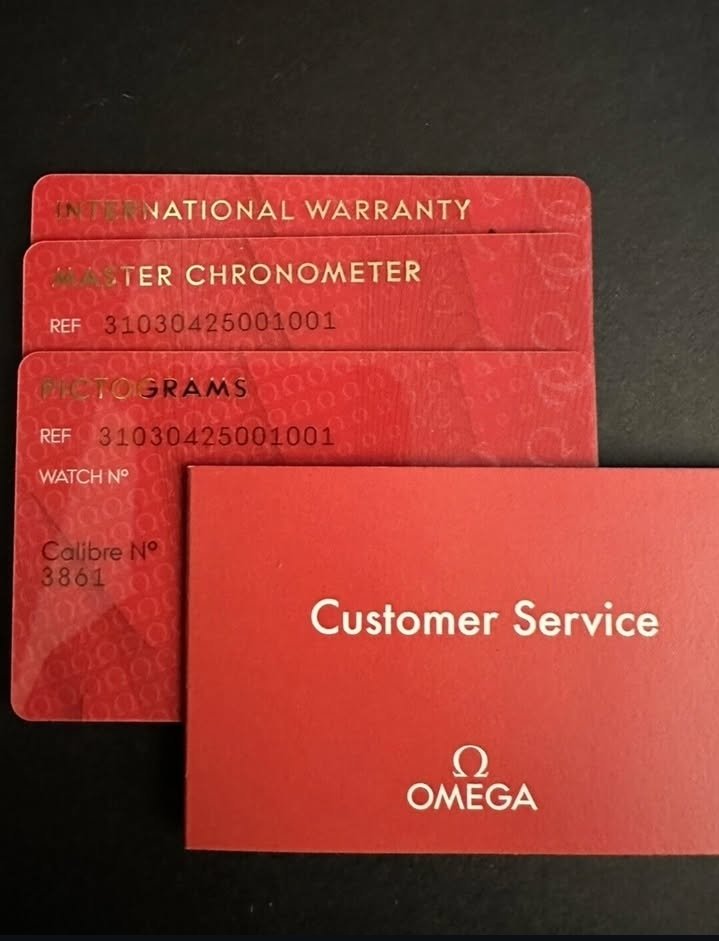 INTERNATIONAL WARRANTY
MASTER CHRONOMETER
REF 31030425001001
PICTOGRAMS
REF 31030425001001
WATCH Nº
Calibre Nº
3861
Customer Service
Ω
OMEGA